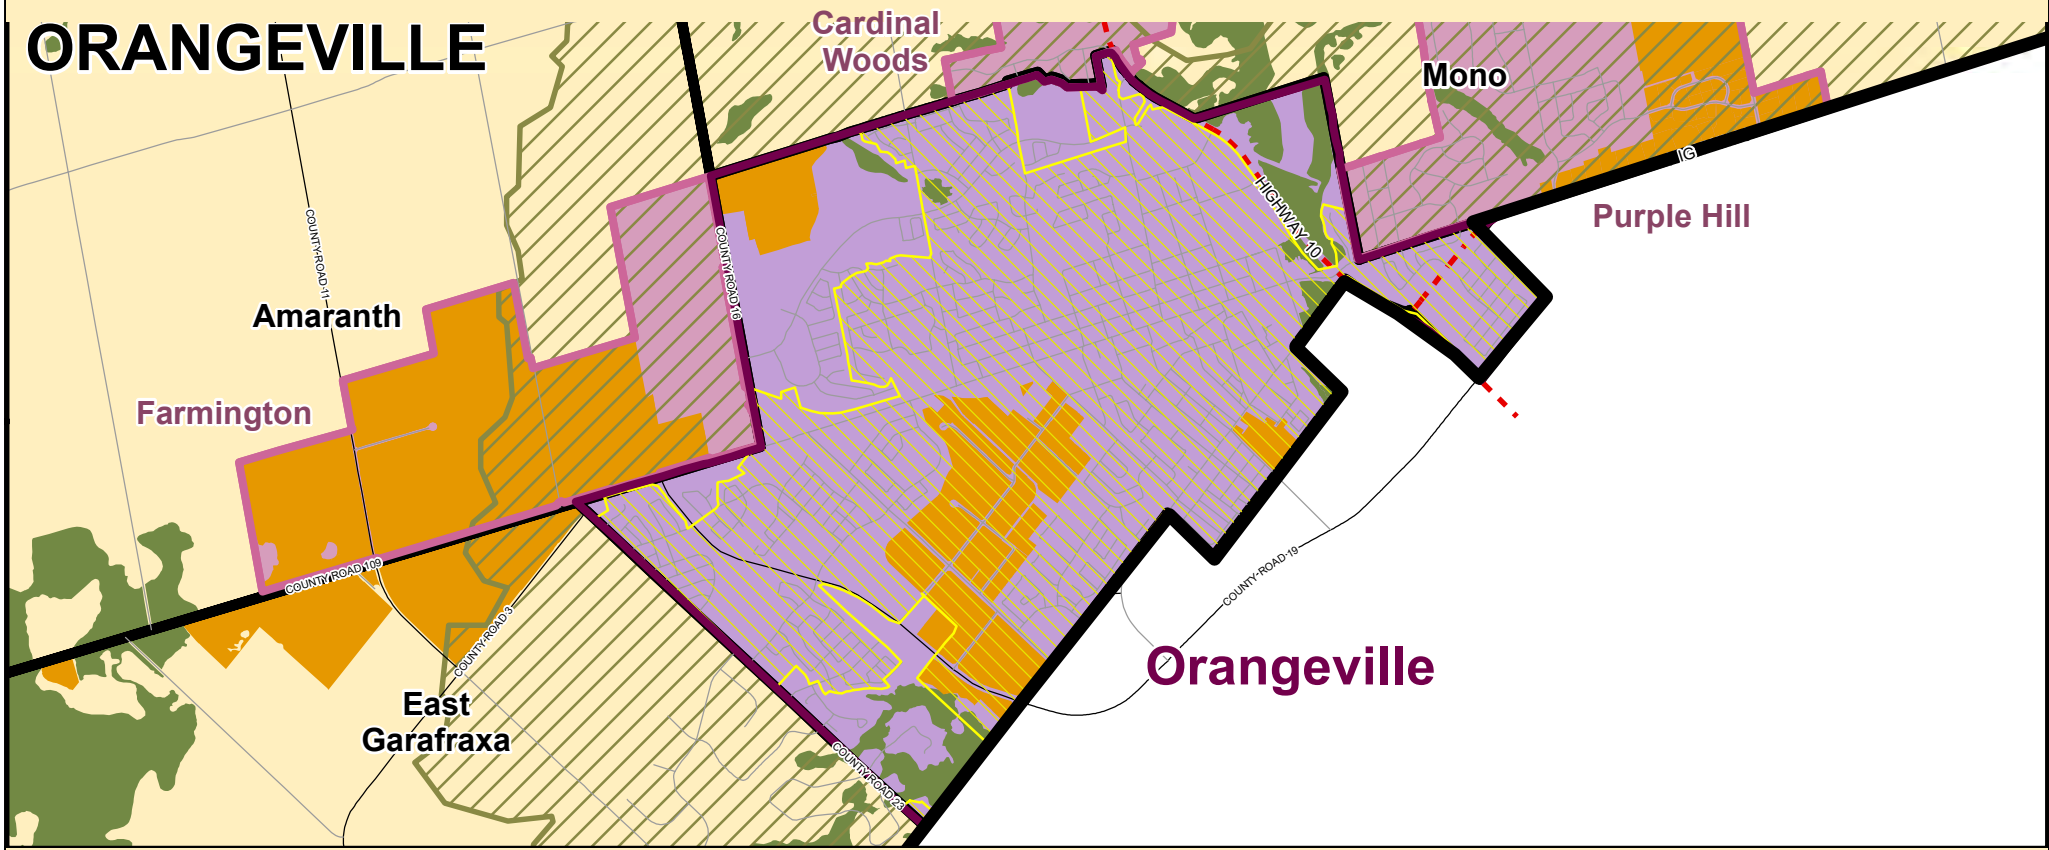 ORANGEVILLE
Cardinal
Woods
Mono
IG
Purple Hill
HIGHWAY 10
COUNTY-ROAD-11
COUNTY ROAD 16
Amaranth
Farmington
COUNTY ROAD 109
COUNTY-ROAD-3
COUNTY-ROAD-19
Orangeville
East
Garafraxa
COUNTY ROAD 23